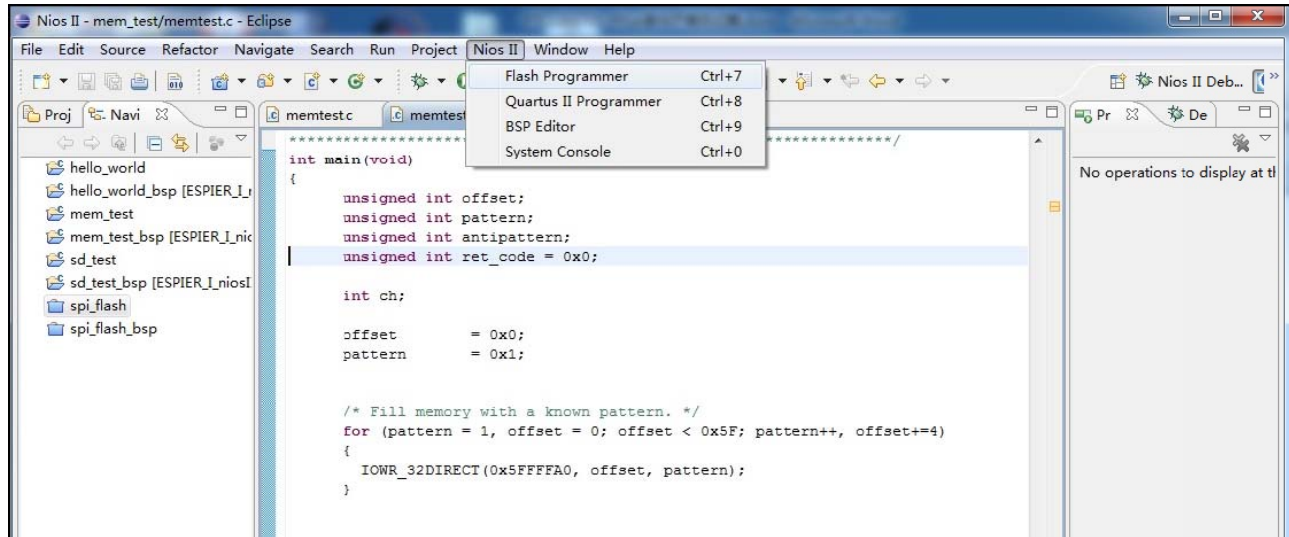 Nios II - mem_test/memtest.c - Eclipse
File Edit Source Refactor Navigate Search Run Project Nios II Window Help
Flash Programmer Ctrl+7
Quartus II Programmer Ctrl+8
BSP Editor Ctrl+9
System Console Ctrl+0
Nios II Deb... »
Proj Navi
memtest.c memtest
Pr De
hello_world
hello_world_bsp [ESPIER_I_
mem_test
mem_test_bsp [ESPIER_I_nic
sd_test
sd_test_bsp [ESPIER_I_niosI
spi_flash
spi_flash_bsp
int main(void)
{
unsigned int offset;
unsigned int pattern;
unsigned int antipattern;
unsigned int ret_code = 0x0;
int ch;
offset = 0x0;
pattern = 0x1;
/* Fill memory with a known pattern. */
for (pattern = 1, offset = 0; offset < 0x5F; pattern++, offset+=4)
{
IOWR_32DIRECT(0x5FFFFA0, offset, pattern);
}
No operations to display at th